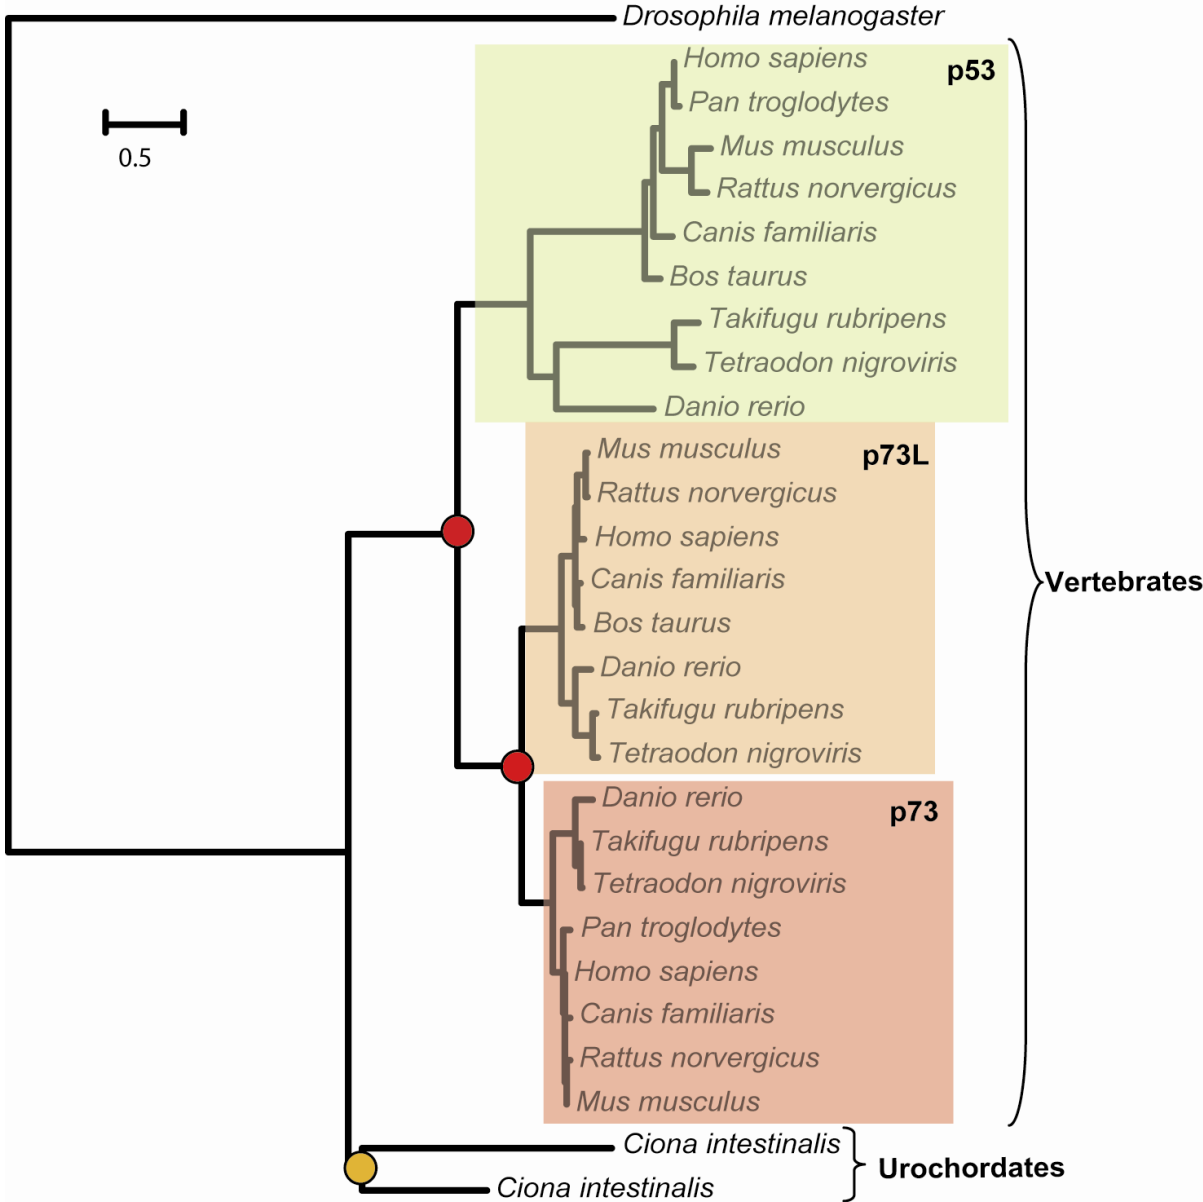 Drosophila melanogaster
Homo sapiens
p53
0.5
Pan troglodytes
Mus musculus
Rattus norvergicus
Canis familiaris
Bos taurus
Takifugu rubripens
Tetraodon nigroviris
Danio rerio
Mus musculus
p73L
Rattus norvergicus
Homo sapiens
Canis familiaris
Vertebrates
Bos taurus
Danio rerio
Takifugu rubripens
Tetraodon nigroviris
Danio rerio
p73
Takifugu rubripens
Tetraodon nigroviris
Pan troglodytes
Homo sapiens
Canis familiaris
Rattus norvergicus
Mus musculus
Ciona intestinalis
Urochordates
Ciona intestinalis